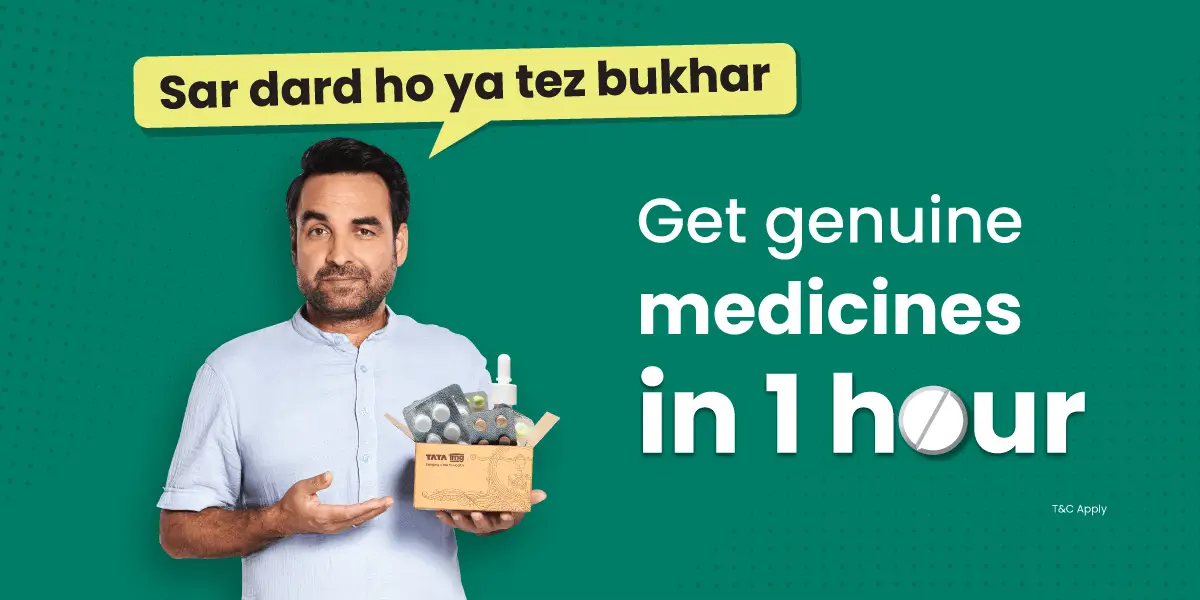 Sar dard ho ya tez bukhar
Get genuine
medicines
in 1 hour
TATA 1mg
T&C Apply